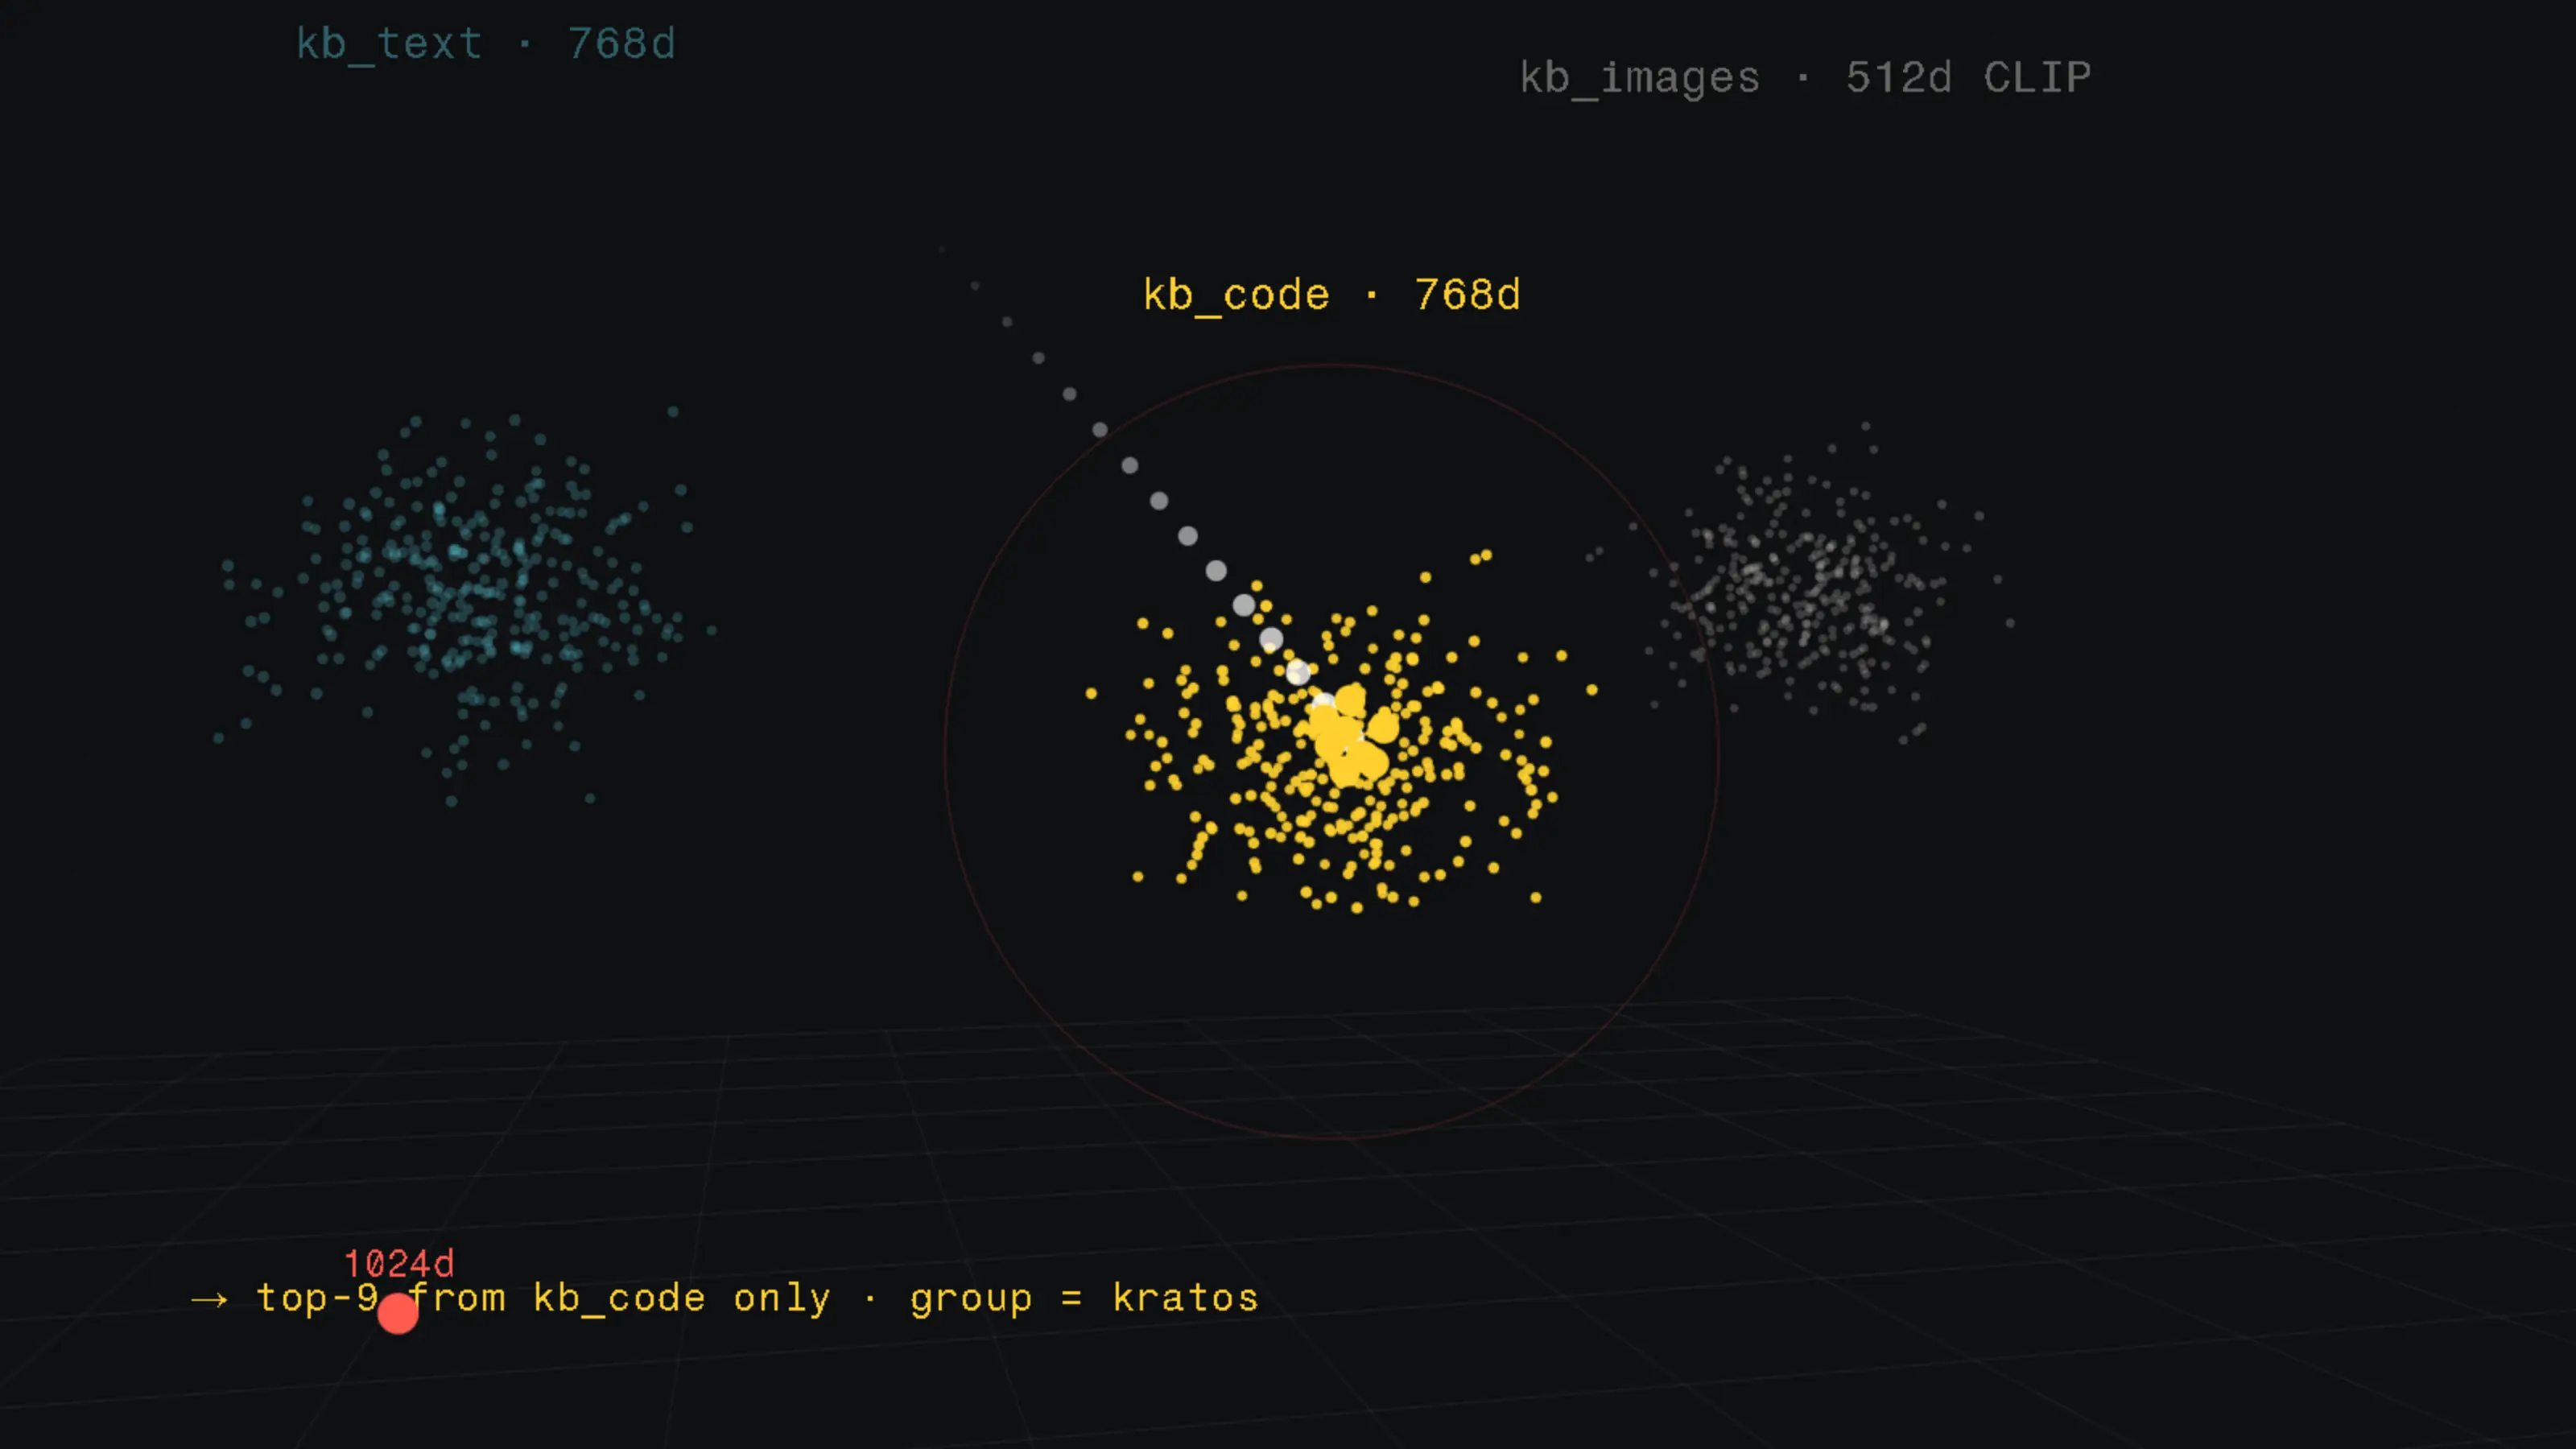 kb_text · 768d
kb_images · 512d CLIP
kb_code · 768d
1024d
→ top-9 from kb_code only · group = kratos